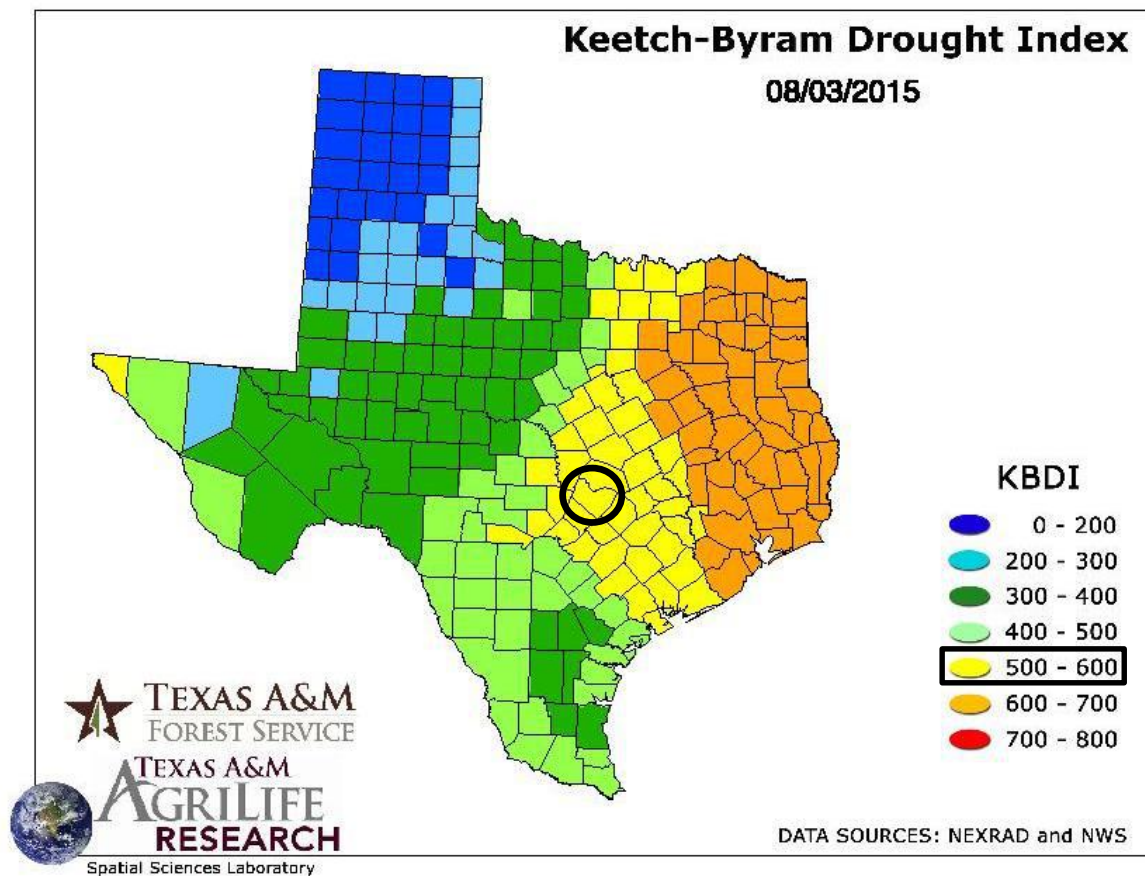 Keetch-Byram Drought Index
08/03/2015
KBDI
0 - 200
200 - 300
300 - 400
400 - 500
500 - 600
600 - 700
700 - 800
TEXAS A&M
FOREST SERVICE
TEXAS A&M
AGRILIFE
RESEARCH
Spatial Sciences Laboratory
DATA SOURCES: NEXRAD and NWS